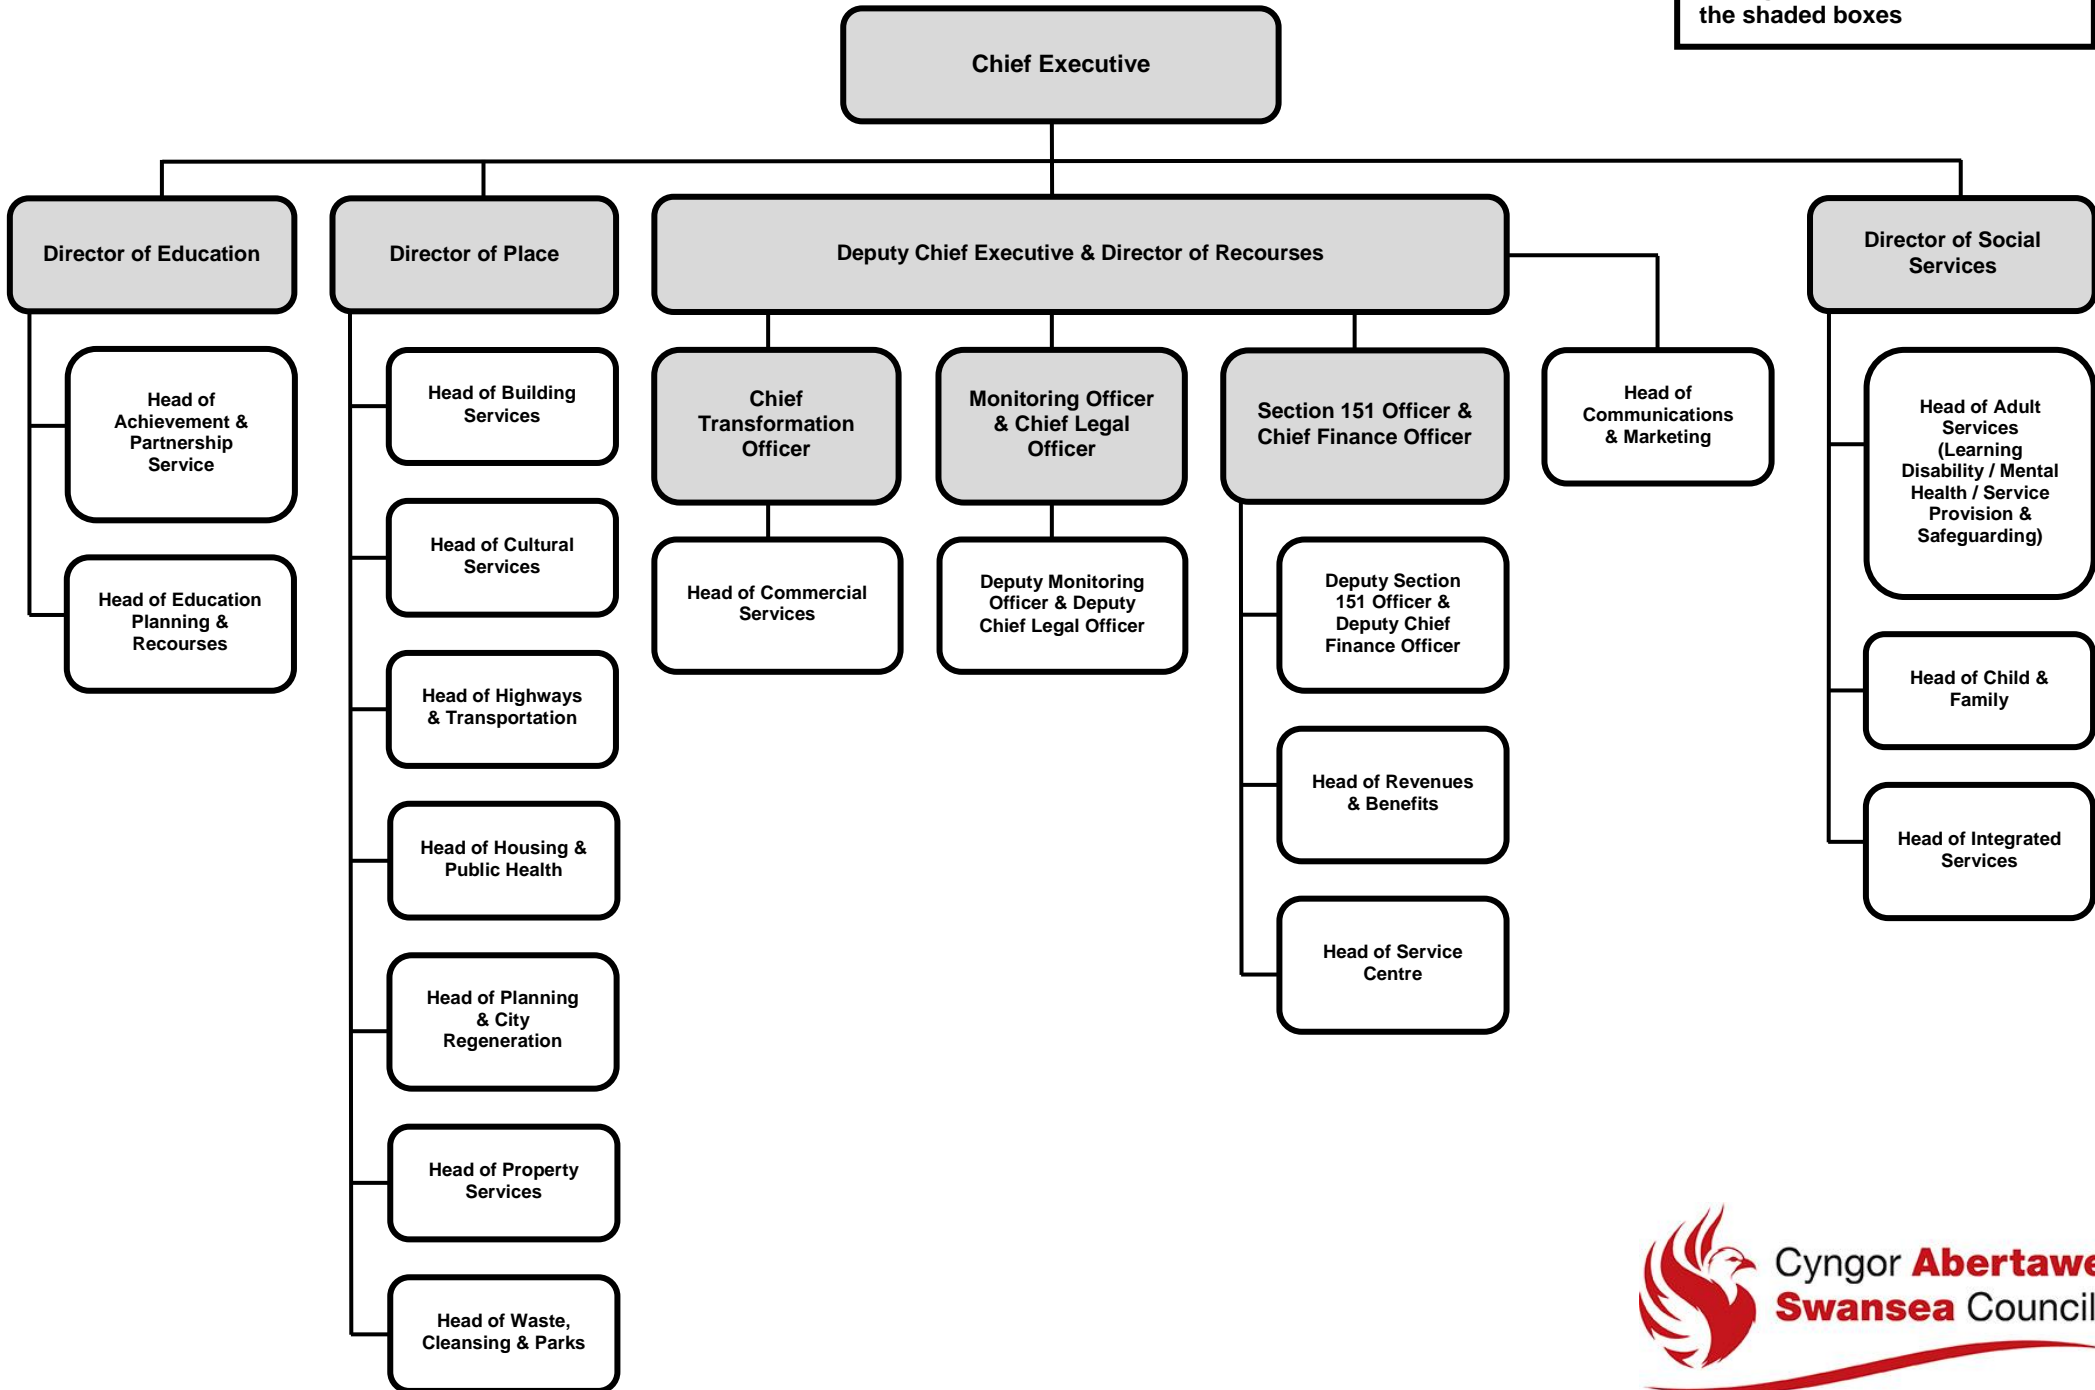 the shaded boxes
Chief Executive
Director of Education
Director of Place
Deputy Chief Executive & Director of Recourses
Director of Social
Services
Head of
Achievement &
Partnership
Service
Head of Education
Planning &
Recourses
Head of Building
Services
Head of Cultural
Services
Head of Highways
& Transportation
Head of Housing &
Public Health
Head of Planning
& City
Regeneration
Head of Property
Services
Head of Waste,
Cleansing & Parks
Chief
Transformation
Officer
Head of Commercial
Services
Monitoring Officer
& Chief Legal
Officer
Deputy Monitoring
Officer & Deputy
Chief Legal Officer
Section 151 Officer &
Chief Finance Officer
Deputy Section
151 Officer &
Deputy Chief
Finance Officer
Head of Revenues
& Benefits
Head of Service
Centre
Head of
Communications
& Marketing
Head of Adult
Services
(Learning
Disability / Mental
Health / Service
Provision &
Safeguarding)
Head of Child &
Family
Head of Integrated
Services
Cyngor Abertawe
Swansea Council